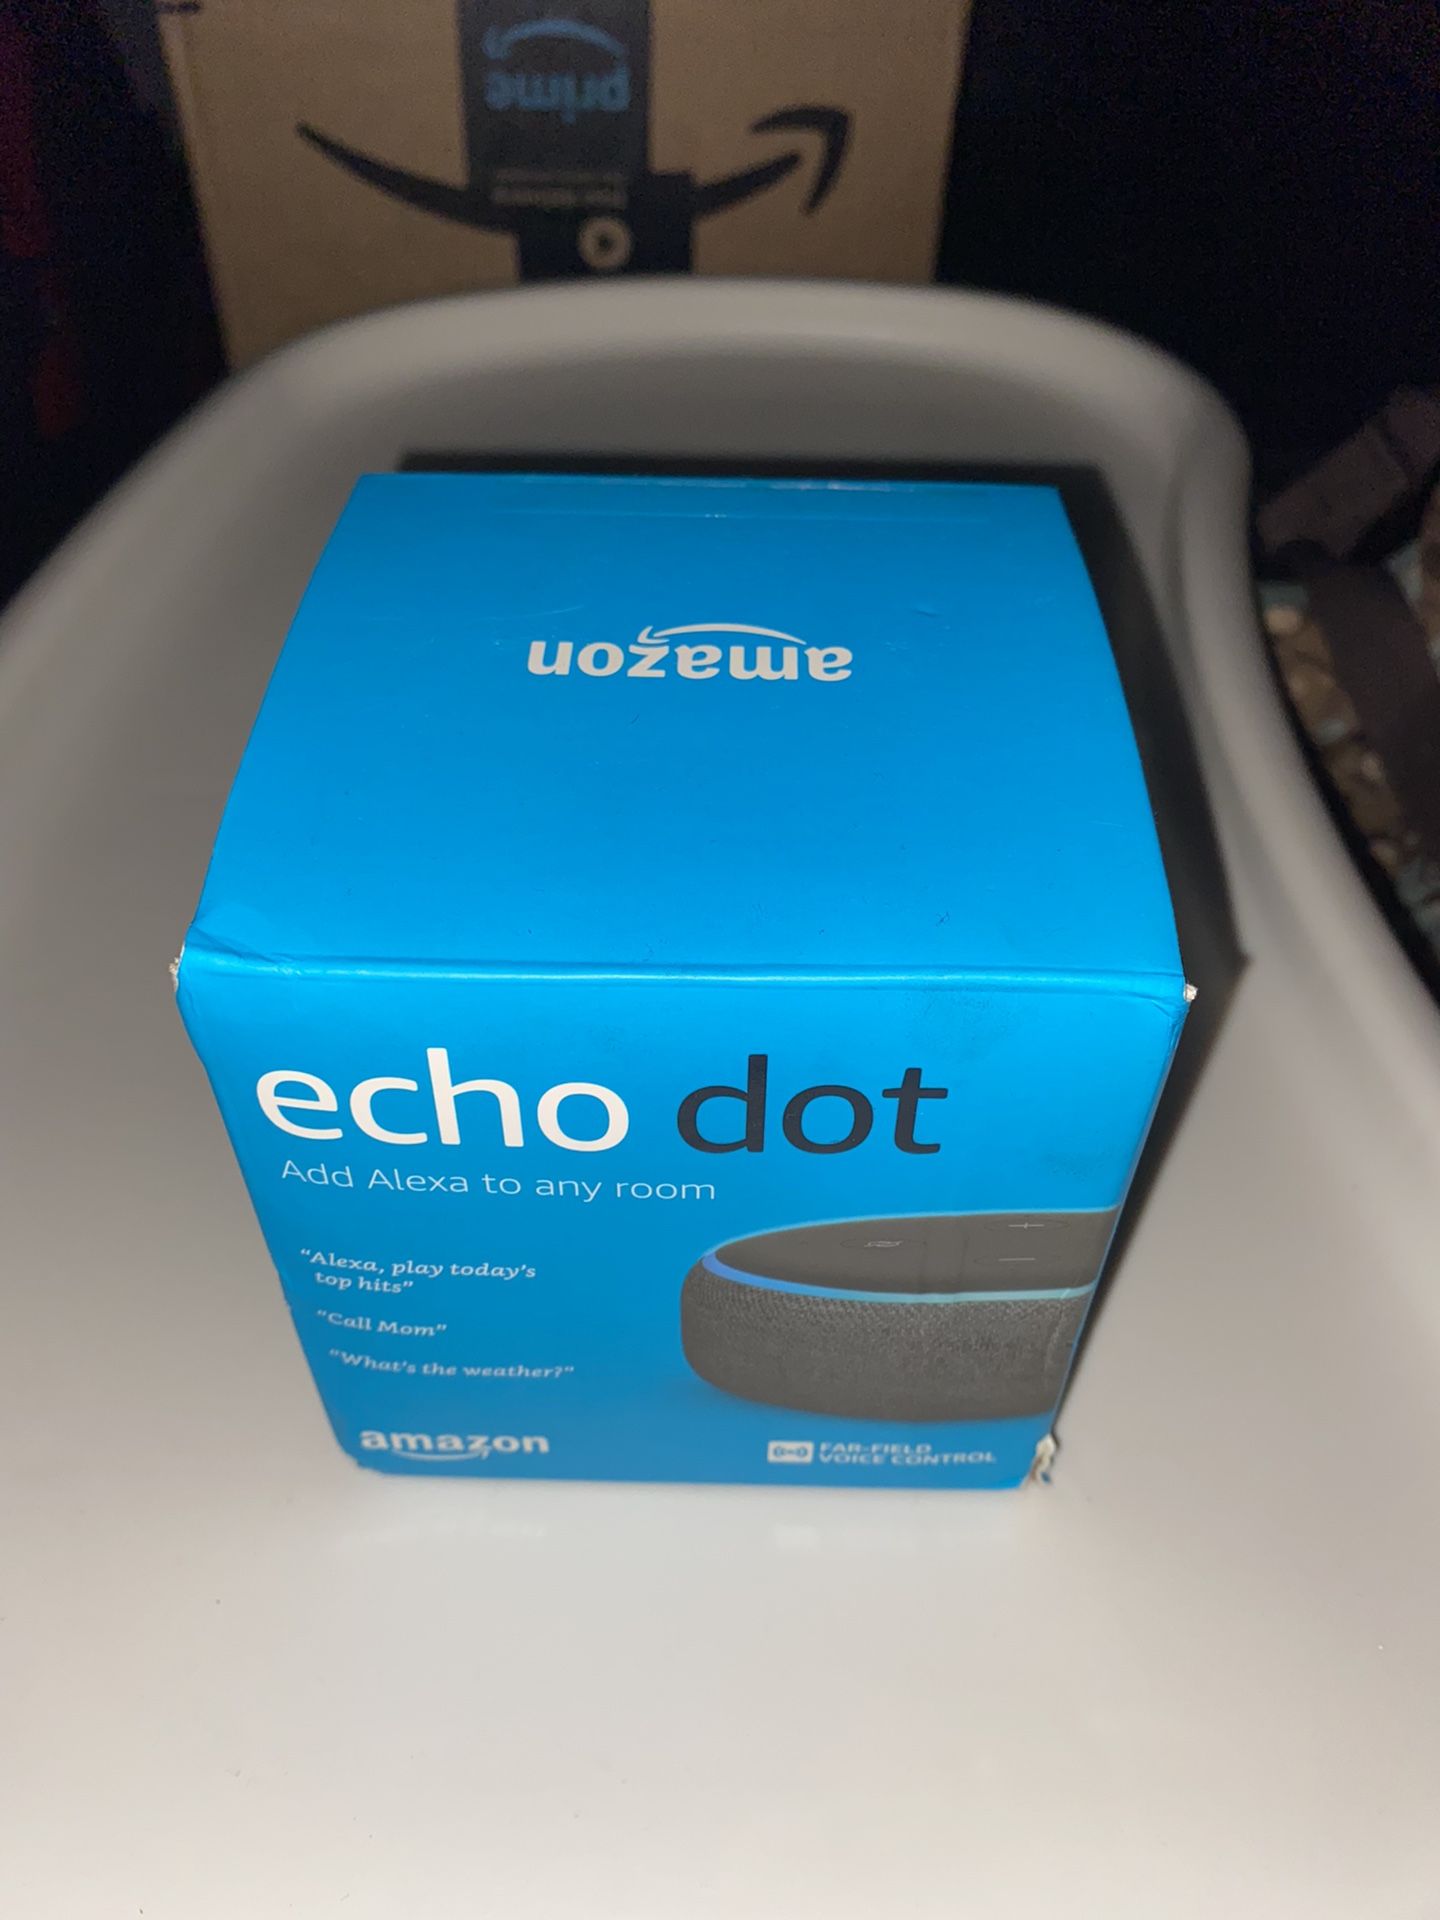 prime
amazon
echo dot
Add Alexa to any room
“Alexa, play today’s
top hits”
“Call Mom”
“What’s the weather?”
amazon
FAR-FIELD
VOICE CONTROL